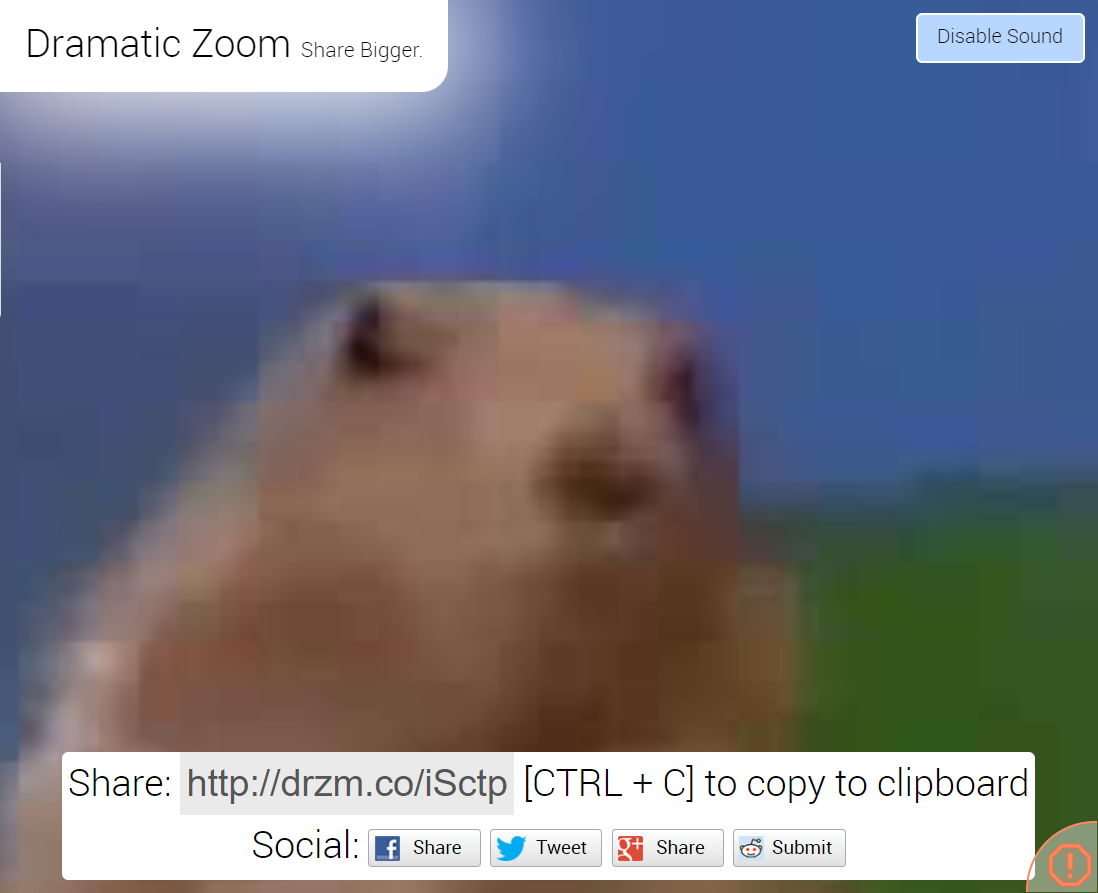 Dramatic Zoom Share Bigger.
Disable Sound
Share: http://drzm.co/iSctp [CTRL + C] to copy to clipboard
Social: Share Tweet Share Submit